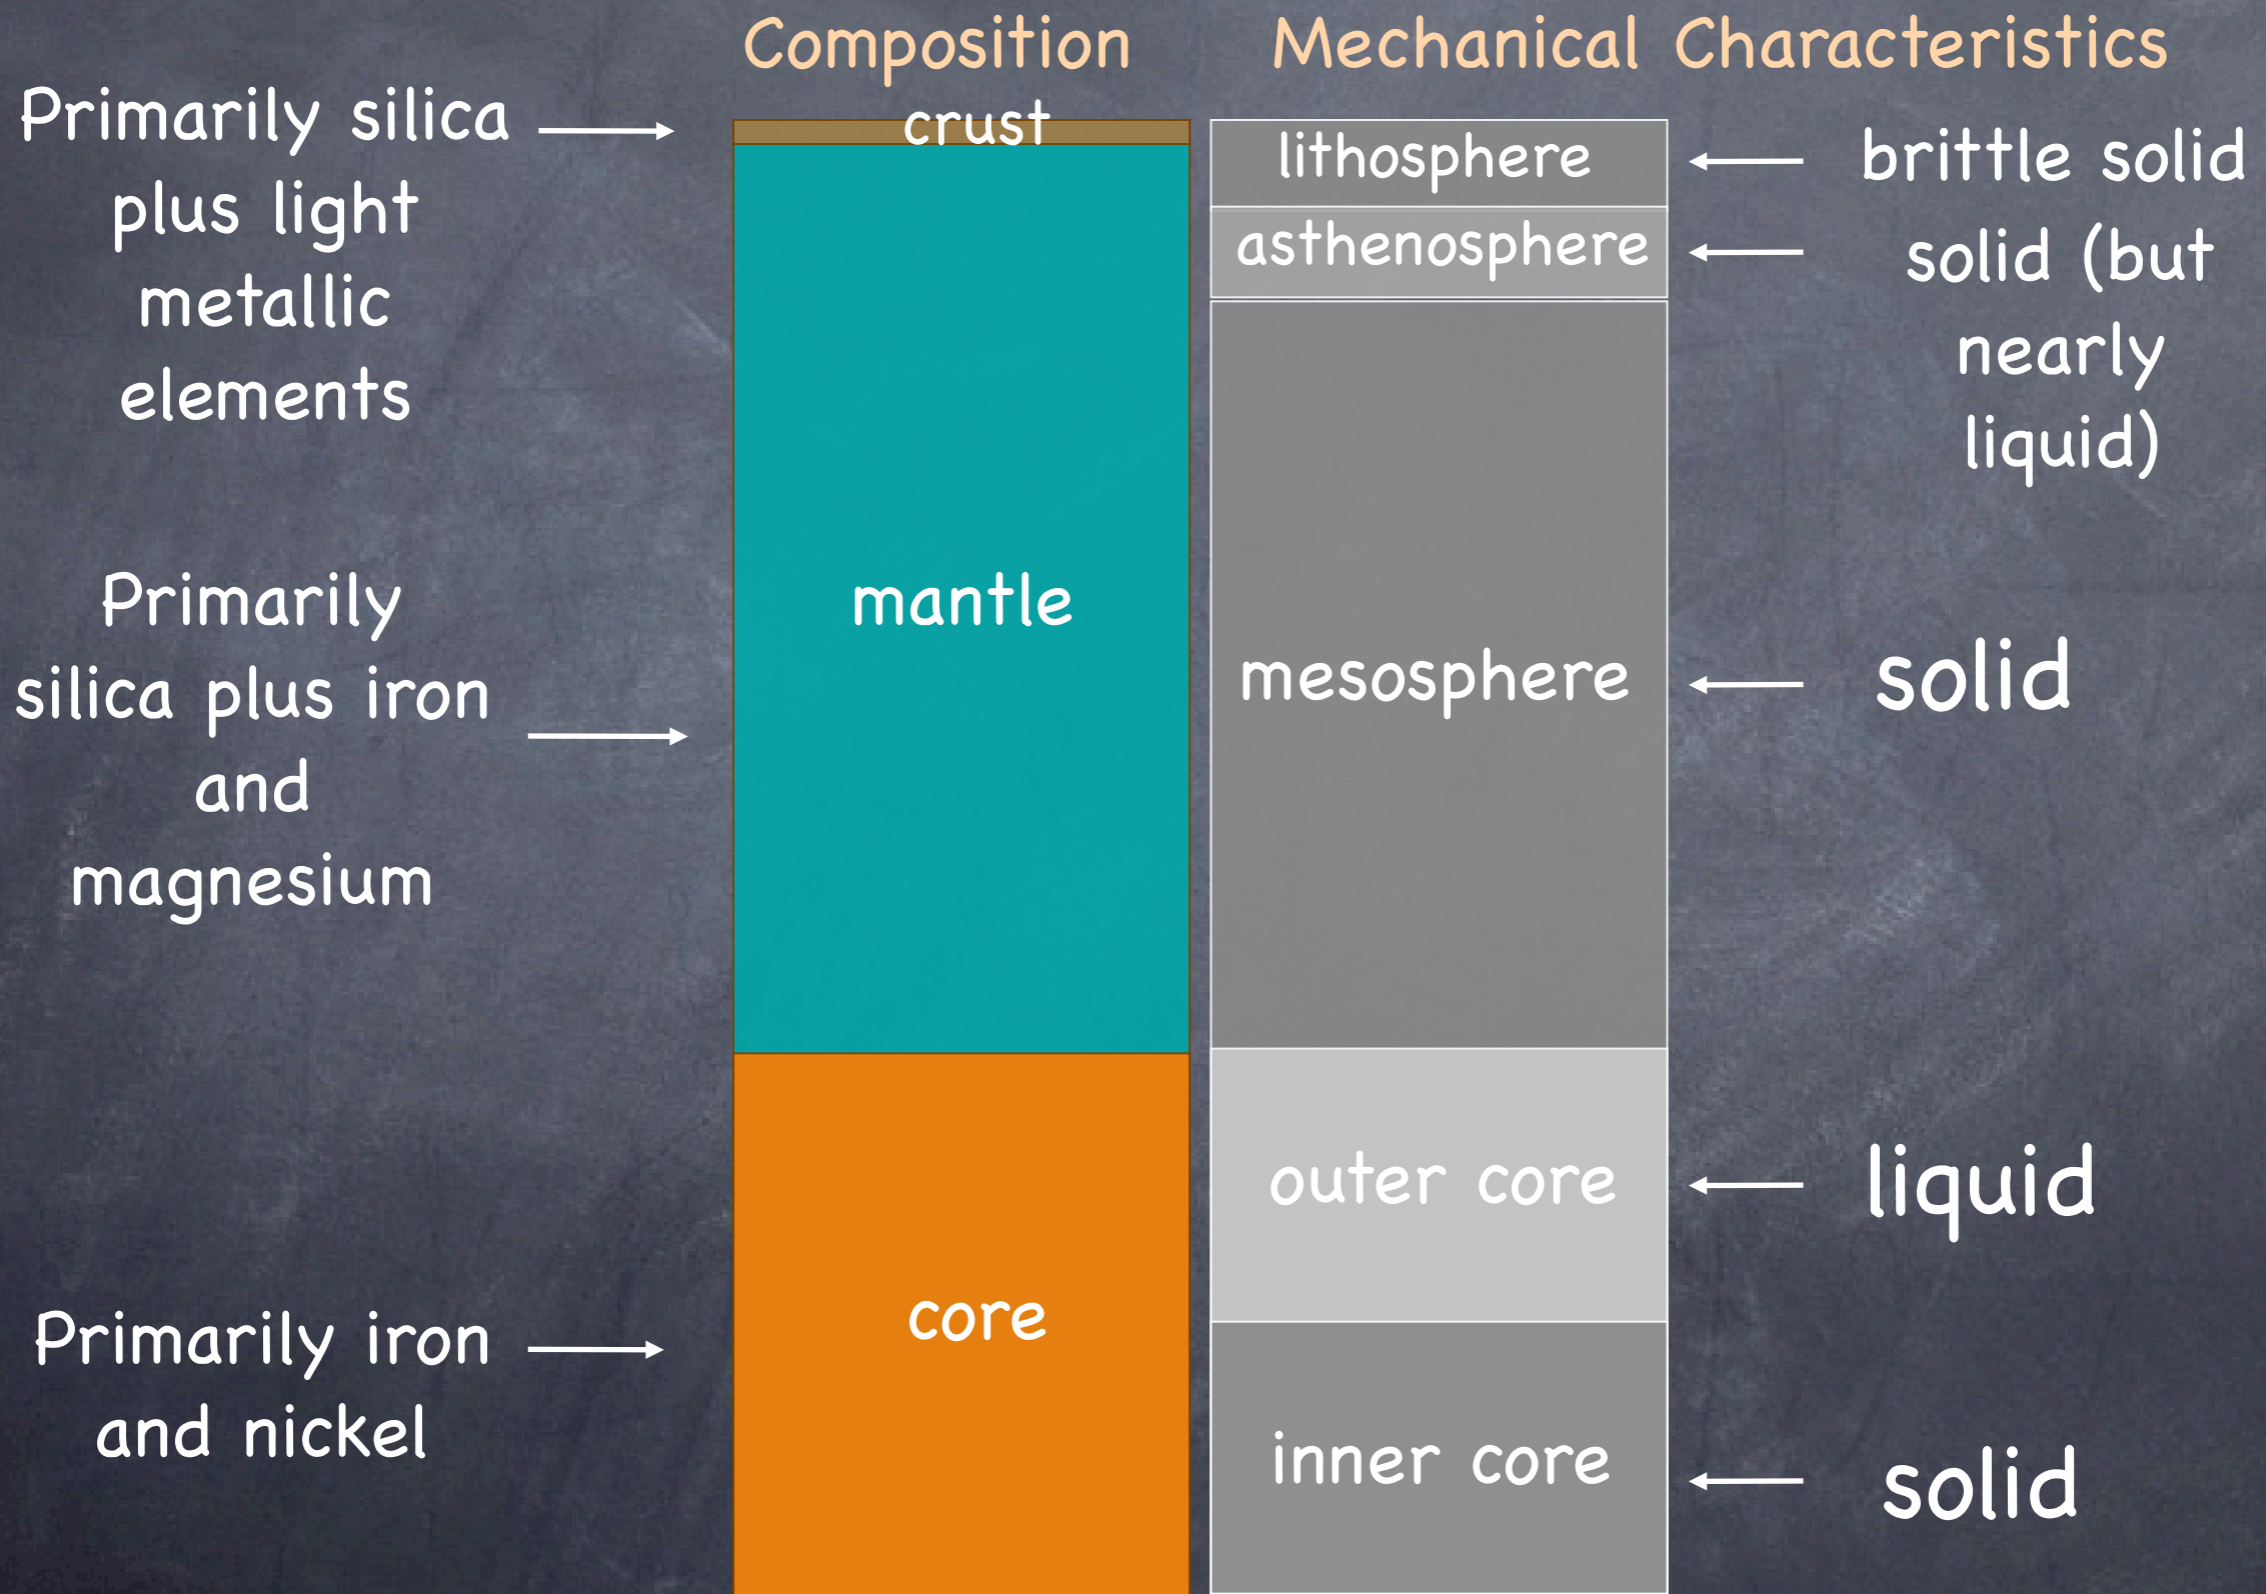 Composition
Mechanical Characteristics
Primarily silica
plus light
metallic
elements
Primarily
silica plus iron
and
magnesium
Primarily iron
and nickel
crust
mantle
core
lithosphere
asthenosphere
mesosphere
outer core
inner core
brittle solid
solid (but
nearly
liquid)
solid
liquid
solid